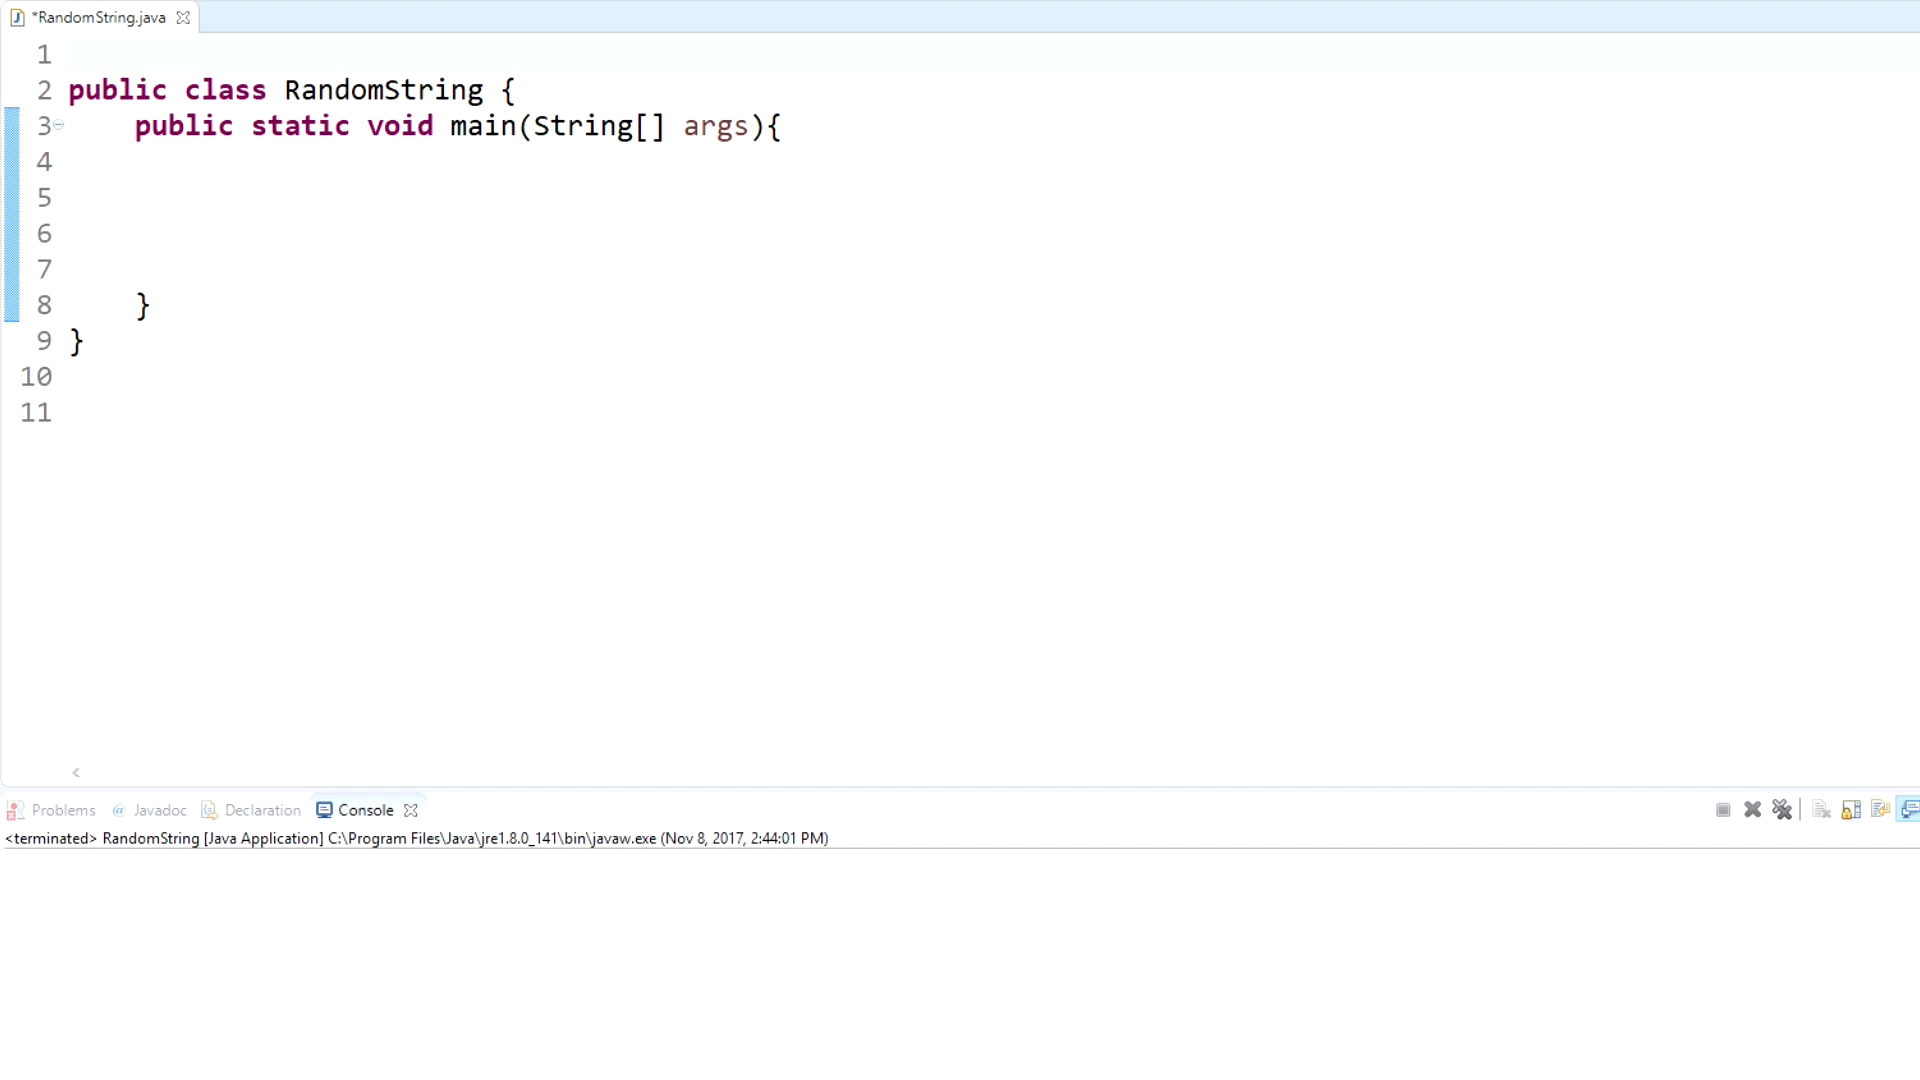 *RandomString.java
1
2 public class RandomString {
3 public static void main(String[] args){
4
5
6
7
8 }
9 }
10
11
Problems @ Javadoc Declaration Console
<terminated> RandomString [Java Application] C:\Program Files\Java\jre1.8.0_141\bin\javaw.exe (Nov 8, 2017, 2:44:01 PM)